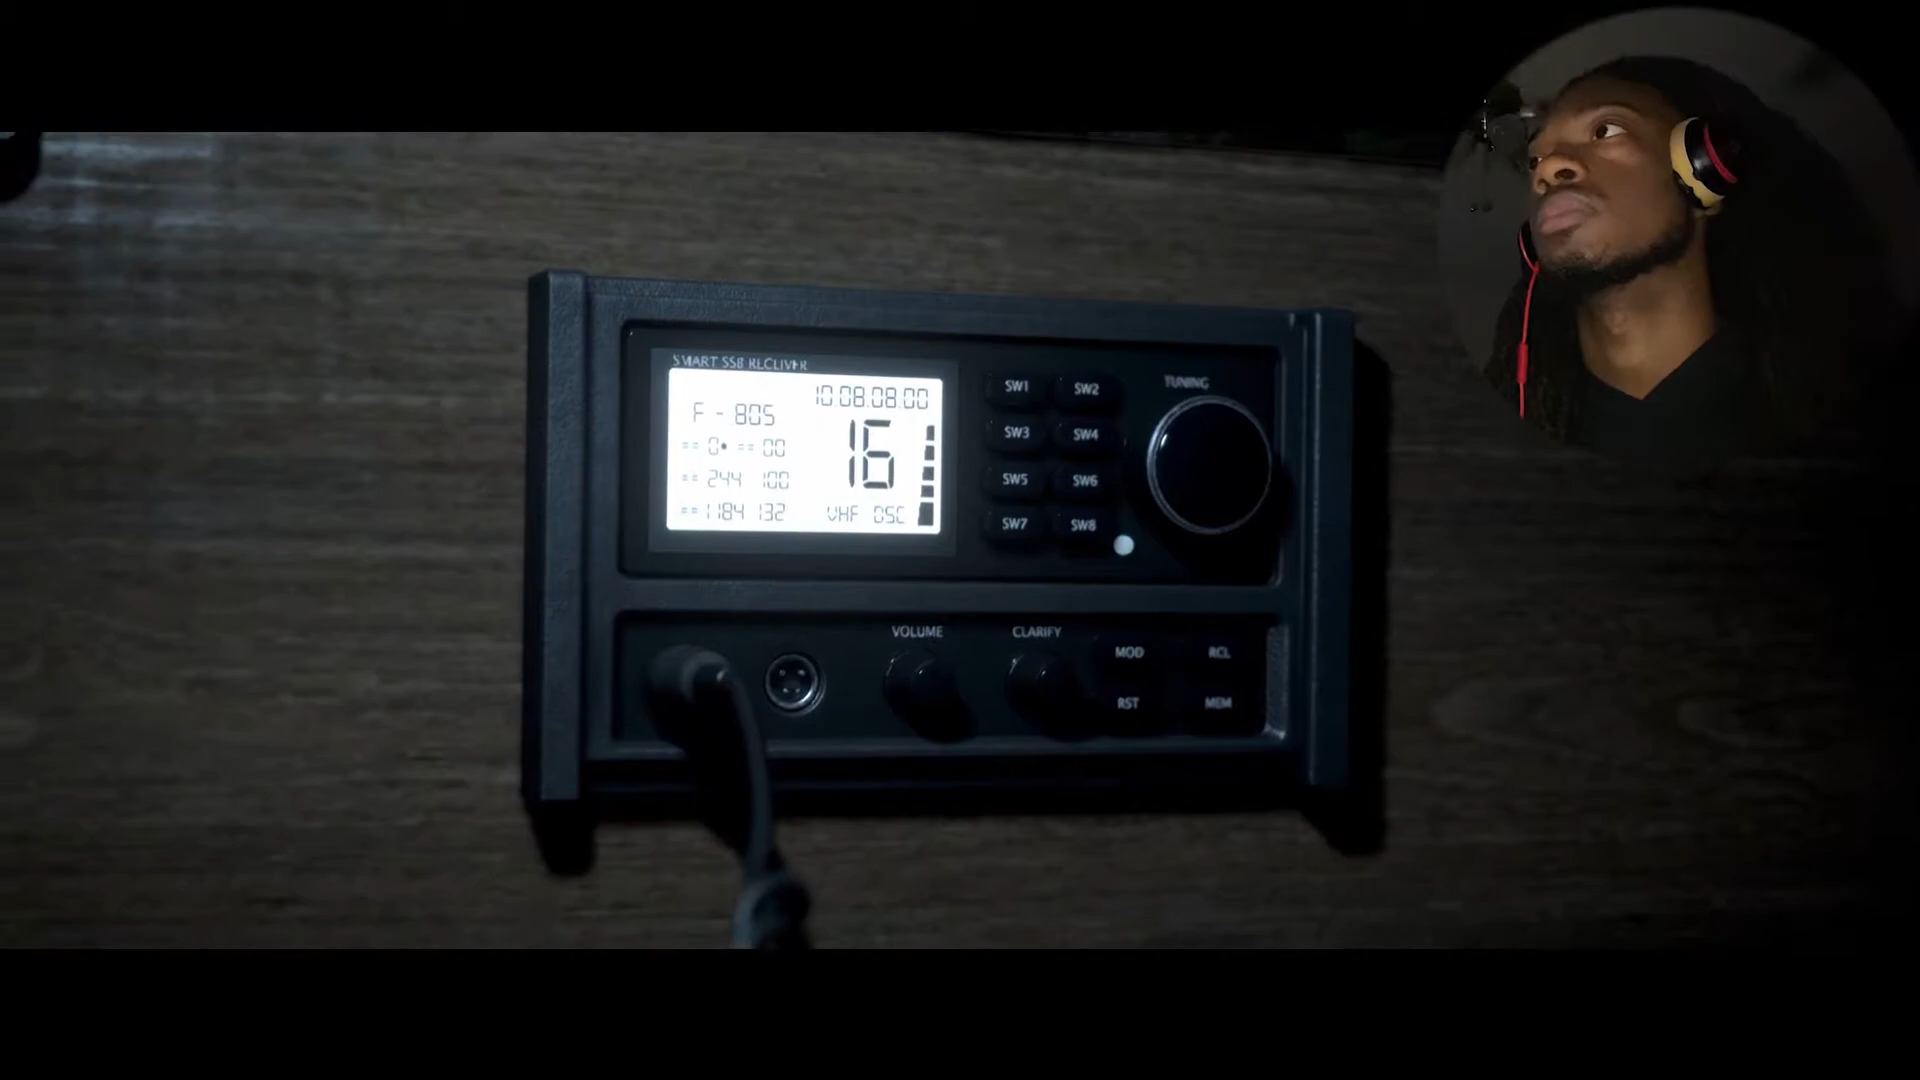 SMART SSB RECEIVER
10.08.08.00
F - 805
16
== 0• == 00
== 244 100
== 1184 132
VHF DSC
SW1 SW2
SW3 SW4
SW5 SW6
SW7 SW8
TUNING
VOLUME
CLARIFY
MOD RCL
RST MEM